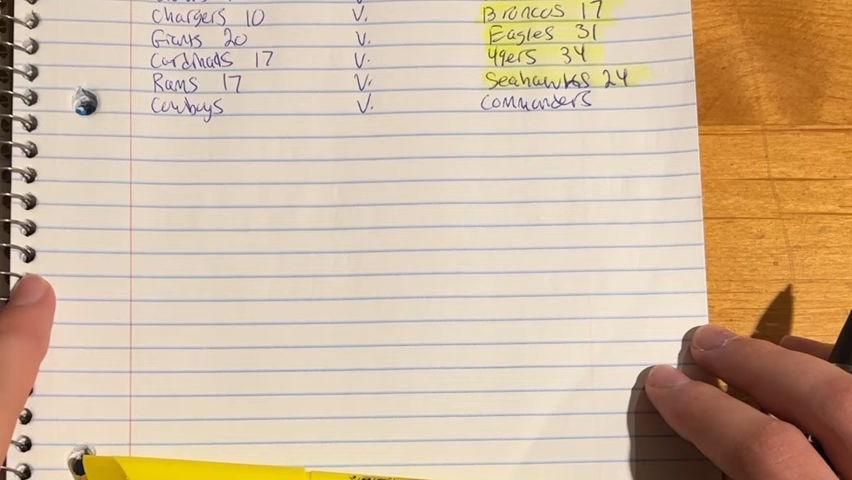 Chargers 10 v. Broncos 17
Giants 20 v. Eagles 31
Cardinals 17 v. 49ers 34
Rams 17 v. Seahawks 24
Cowboys v. Commanders